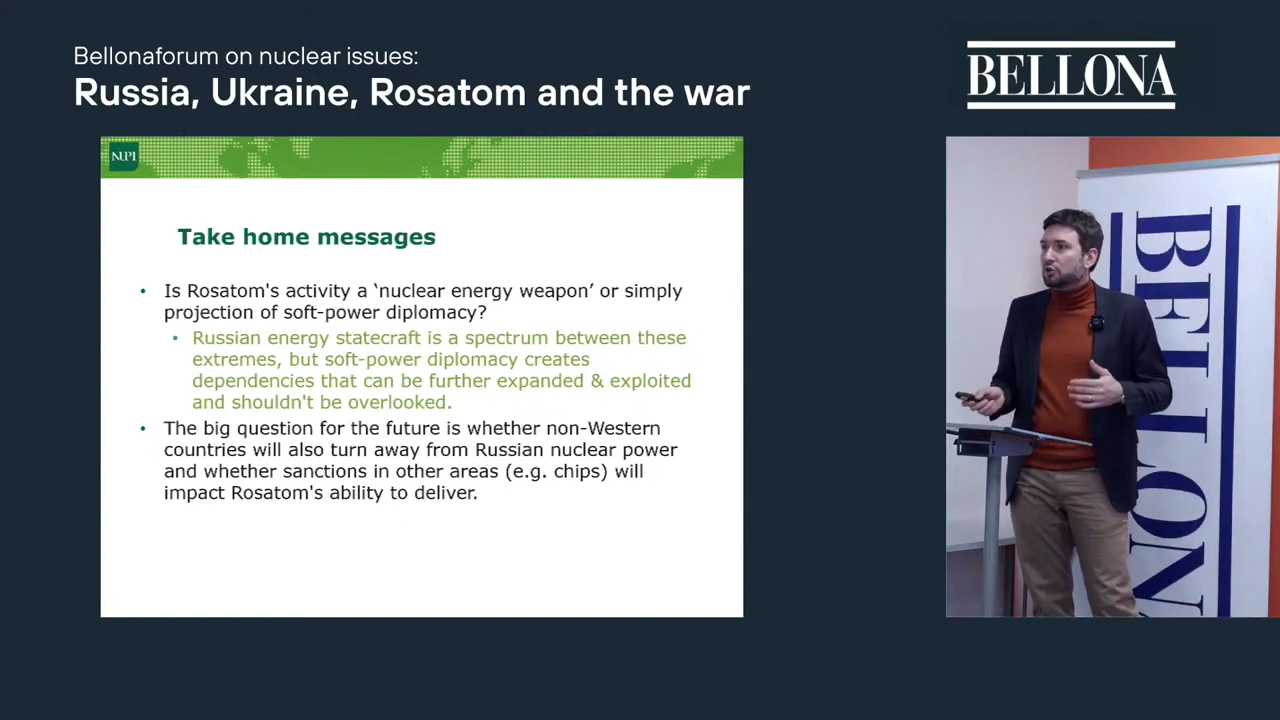 Bellonaforum on nuclear issues:
Russia, Ukraine, Rosatom and the war
BELLONA
NUPI
Take home messages
• Is Rosatom's activity a ‘nuclear energy weapon’ or simply
projection of soft-power diplomacy?
• Russian energy statecraft is a spectrum between these
extremes, but soft-power diplomacy creates
dependencies that can be further expanded & exploited
and shouldn't be overlooked.
• The big question for the future is whether non-Western
countries will also turn away from Russian nuclear power
and whether sanctions in other areas (e.g. chips) will
impact Rosatom's ability to deliver.
BELLONA